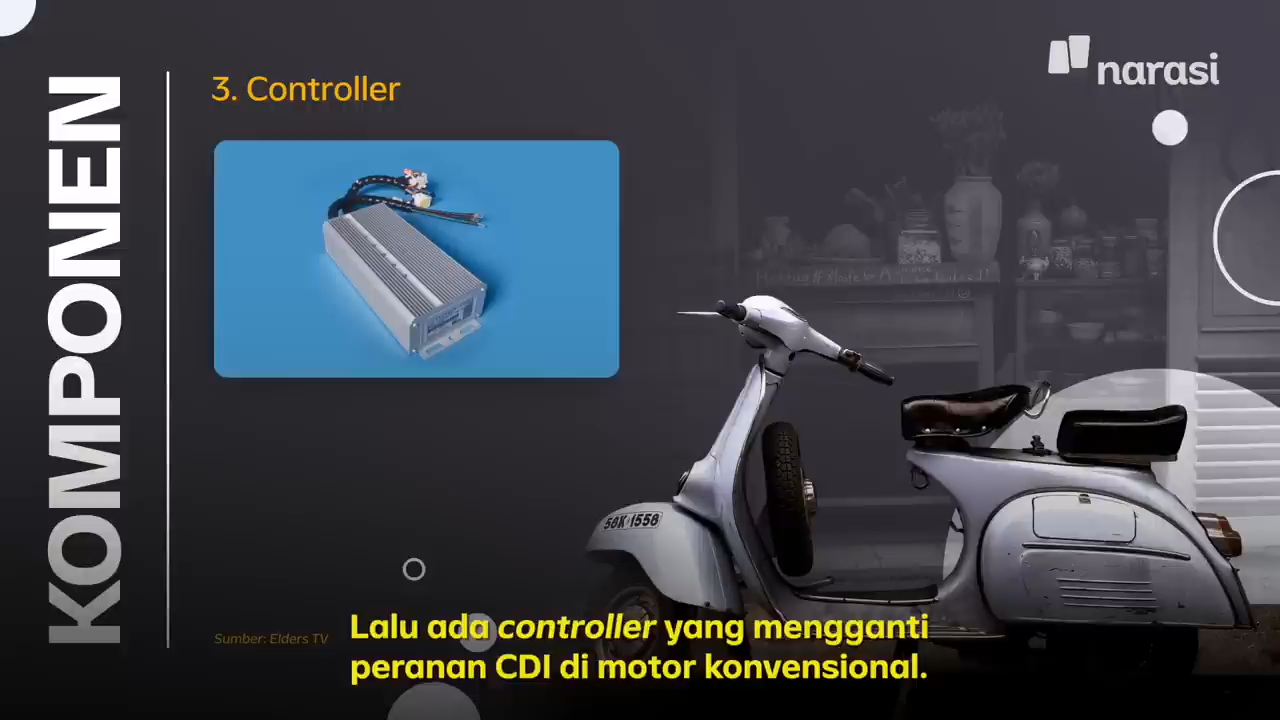 KOMPONEN
3. Controller
narasi
58K 1558
Sumber: Elders TV
Lalu ada controller yang mengganti
peranan CDI di motor konvensional.